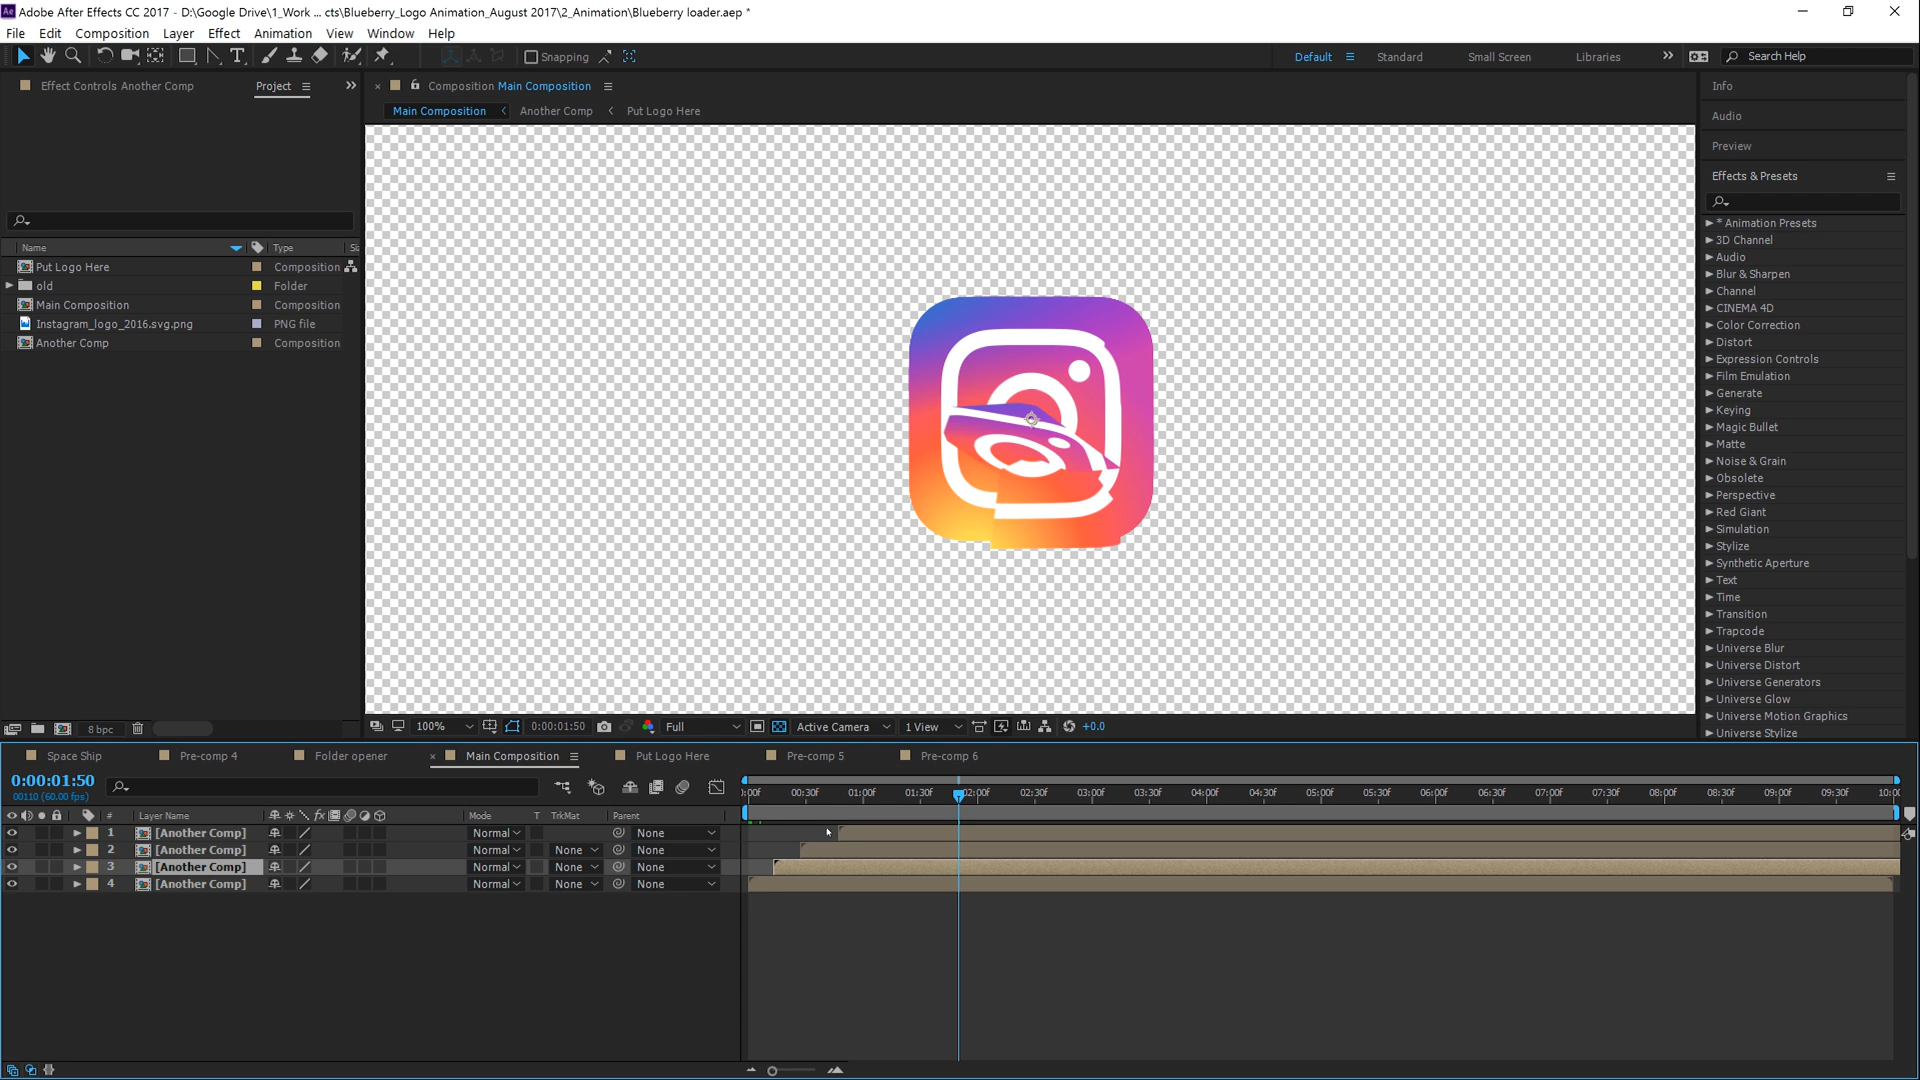 Adobe After Effects CC 2017 - D:\Google Drive\1_Work ... cts\Blueberry_Logo Animation_August 2017\2_Animation\Blueberry loader.aep *
File Edit Composition Layer Effect Animation View Window Help
Snapping Default Standard Small Screen Libraries Search Help
Effect Controls Another Comp Project
Composition Main Composition
Main Composition Another Comp Put Logo Here
Name Type Siz
Put Logo Here Composition
old Folder
Main Composition Composition
Instagram_logo_2016.svg.png PNG file
Another Comp Composition
8 bpc
100% 0:00:01:50 Full Active Camera 1 View +0.0
Info
Audio
Preview
Effects & Presets
* Animation Presets
3D Channel
Audio
Blur & Sharpen
Channel
CINEMA 4D
Color Correction
Distort
Expression Controls
Film Emulation
Generate
Keying
Magic Bullet
Matte
Noise & Grain
Obsolete
Perspective
Red Giant
Simulation
Stylize
Synthetic Aperture
Text
Time
Transition
Trapcode
Universe Blur
Universe Distort
Universe Generators
Universe Glow
Universe Motion Graphics
Universe Stylize
Space Ship Pre-comp 4 Folder opener Main Composition Put Logo Here Pre-comp 5 Pre-comp 6
0:00:01:50
00110 (60.00 fps)
:00f 00:30f 01:00f 01:30f 02:00f 02:30f 03:00f 03:30f 04:00f 04:30f 05:00f 05:30f 06:00f 06:30f 07:00f 07:30f 08:00f 08:30f 09:00f 09:30f 10:00
# Layer Name fx Mode T TrkMat Parent
1 [Another Comp] Normal None
2 [Another Comp] Normal None None
3 [Another Comp] Normal None None
4 [Another Comp] Normal None None